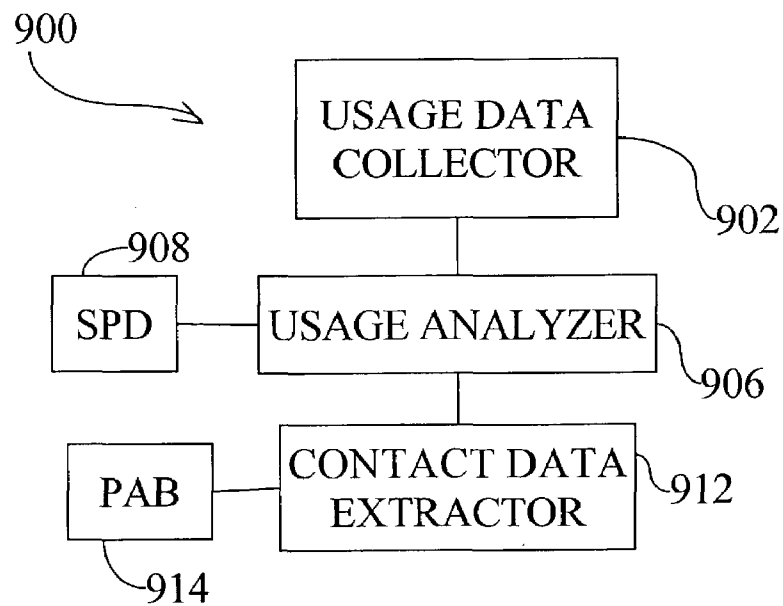 900
USAGE DATA
COLLECTOR
902
908
SPD
USAGE ANALYZER
906
PAB
CONTACT DATA
EXTRACTOR
912
914